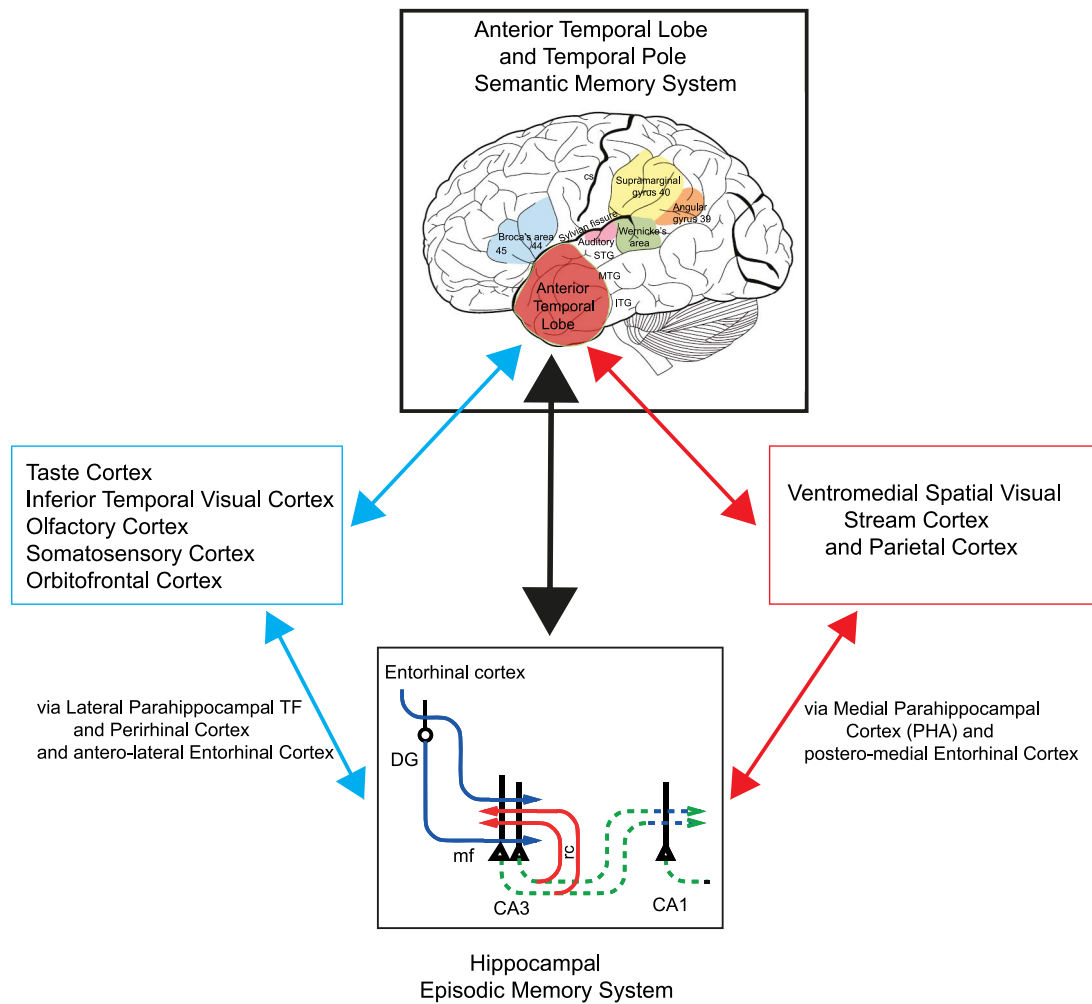 Anterior Temporal Lobe
and Temporal Pole
Semantic Memory System
cs
Supramarginal
gyrus 40
Angular
gyrus 39
Sylvian fissure
Broca's area
44
45
Auditory
Wernicke's
area
STG
MTG
ITG
Anterior
Temporal
Lobe
Taste Cortex
Inferior Temporal Visual Cortex
Olfactory Cortex
Somatosensory Cortex
Orbitofrontal Cortex
Ventromedial Spatial Visual
Stream Cortex
and Parietal Cortex
via Lateral Parahippocampal TF
and Perirhinal Cortex
and antero-lateral Entorhinal Cortex
via Medial Parahippocampal
Cortex (PHA) and
postero-medial Entorhinal Cortex
Entorhinal cortex
DG
mf
rc
CA3
CA1
Hippocampal
Episodic Memory System